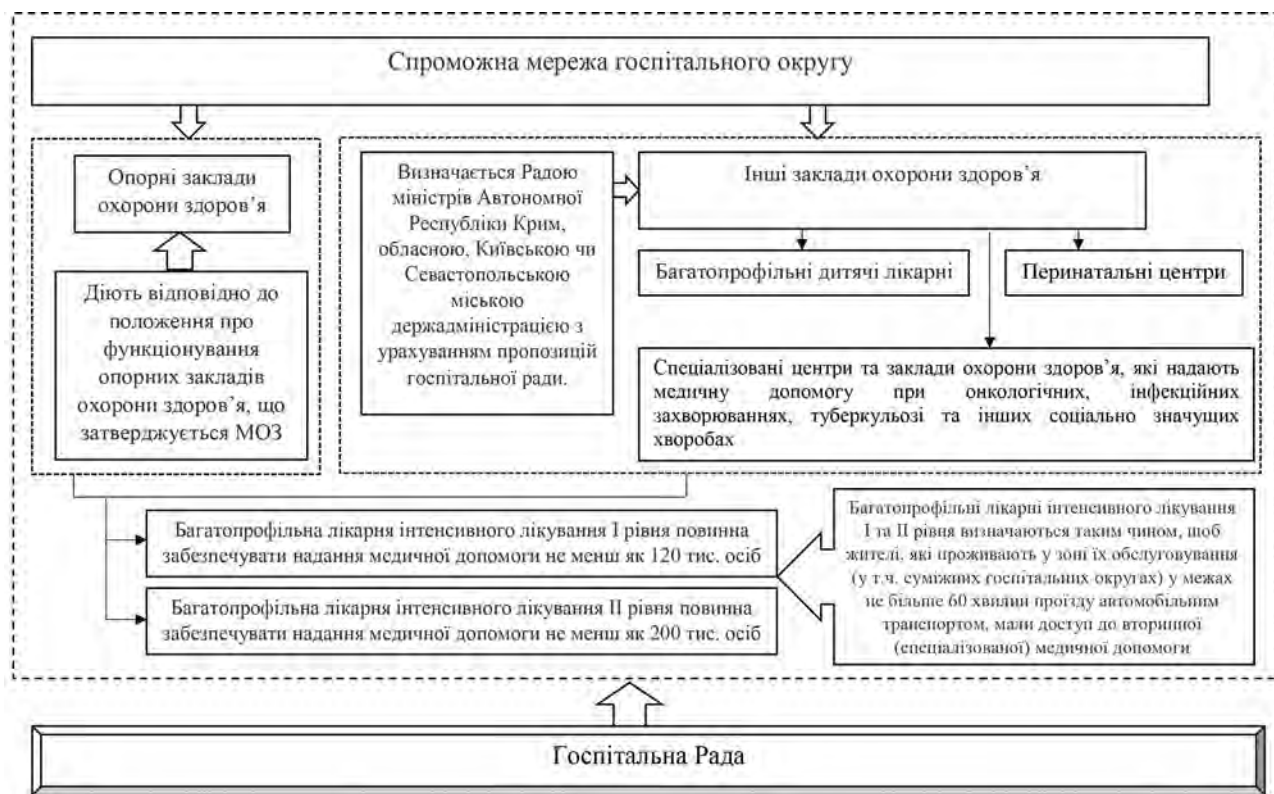 Спроможна мережа госпітального округу
Опорні заклади
охорони здоров’я
Діють відповідно до
положення про
функціонування
опорних закладів
охорони здоров’я, що
затверджується МОЗ
Визначається Радою
міністрів Автономної
Республіки Крим,
обласною, Київською чи
Севастопольською
міською
держадміністрацією з
урахуванням пропозицій
госпітальної ради.
Інші заклади охорони здоров’я
Багатопрофільні дитячі лікарні
Перинатальні центри
Спеціалізовані центри та заклади охорони здоров’я, які надають
медичну допомогу при онкологічних, інфекційних
захворюваннях, туберкульозі та інших соціально значущих
хворобах
Багатопрофільна лікарня інтенсивного лікування І рівня повинна
забезпечувати надання медичної допомоги не менш як 120 тис. осіб
Багатопрофільна лікарня інтенсивного лікування ІІ рівня повинна
забезпечувати надання медичної допомоги не менш як 200 тис. осіб
Багатопрофільні лікарні інтенсивного лікування
І та ІІ рівня визначаються таким чином, щоб
жителі, які проживають у зоні їх обслуговування
(у т.ч. суміжних госпітальних округах) у межах
не більше 60 хвилин проїзду автомобільним
транспортом, мали доступ до вторинної
(спеціалізованої) медичної допомоги
Госпітальна Рада